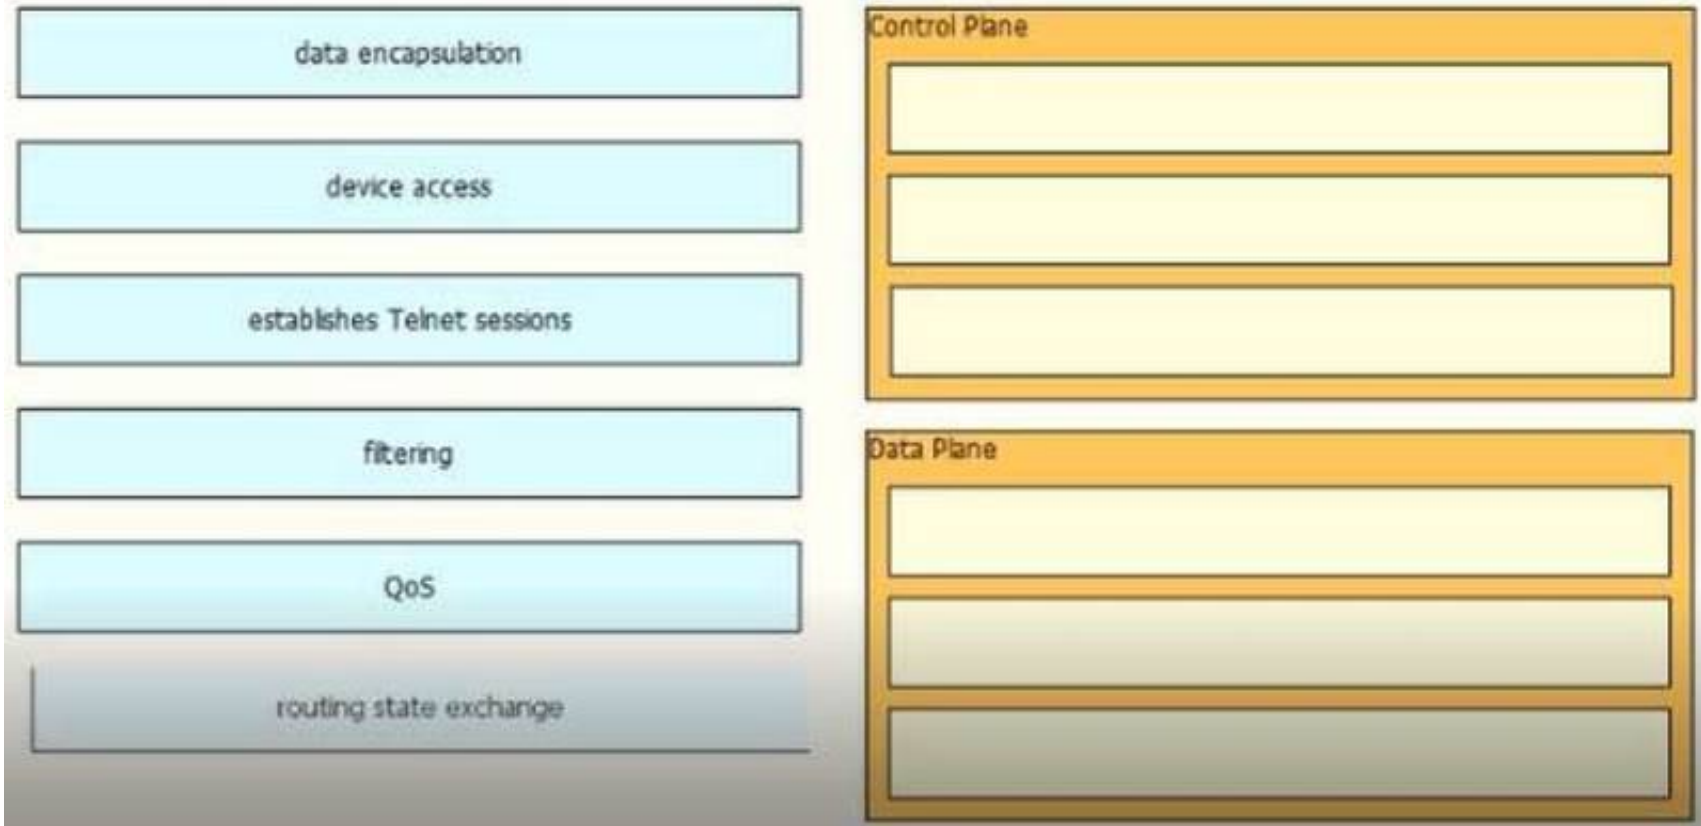 data encapsulation
device access
establishes Telnet sessions
filtering
QoS
routing state exchange
Control Plane
Data Plane